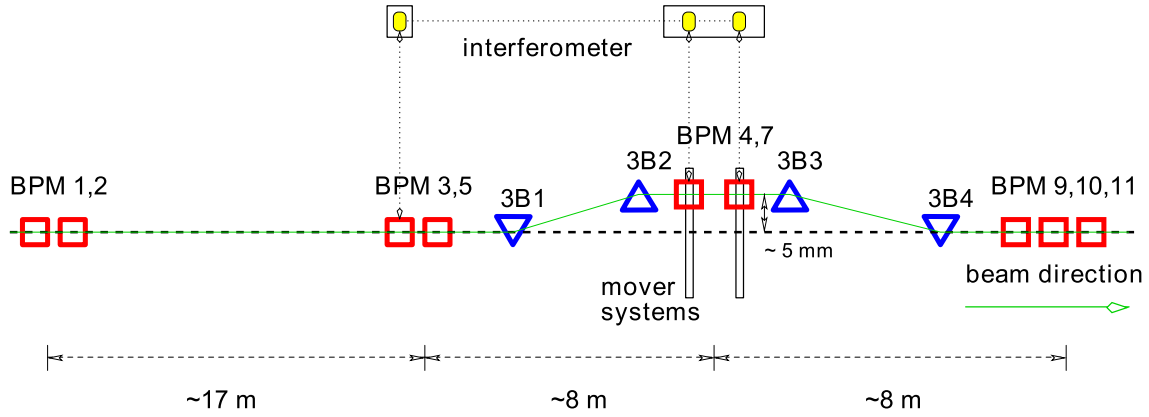 interferometer
BPM 4,7
3B2
3B3
BPM 1,2
BPM 3,5
3B1
3B4
BPM 9,10,11
~ 5 mm
beam direction
mover
systems
~17 m
~8 m
~8 m